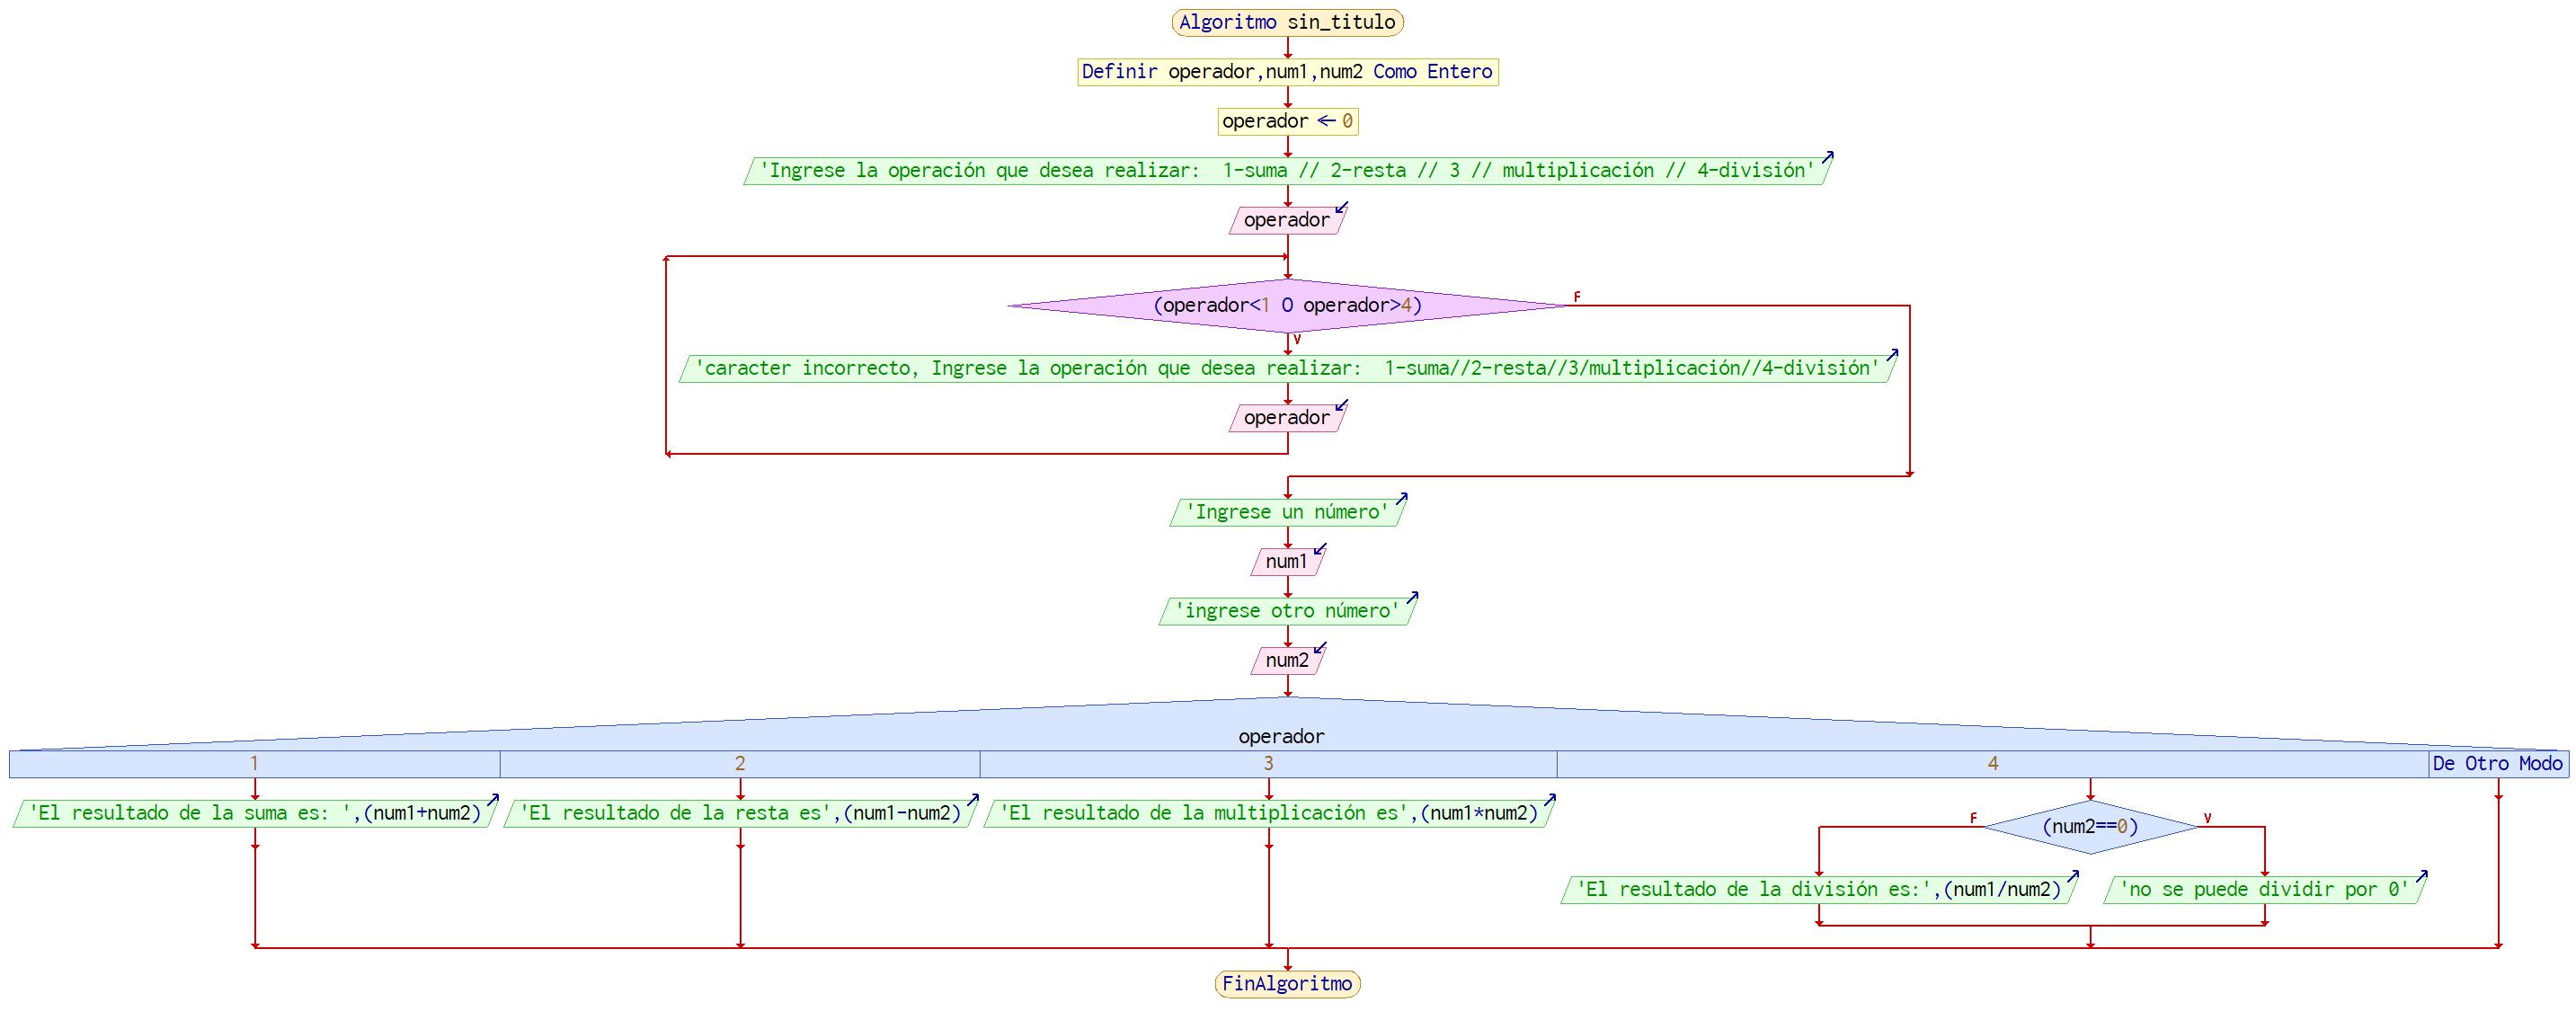 Algoritmo sin_titulo
Definir operador,num1,num2 Como Entero
operador ← 0
'Ingrese la operación que desea realizar:  1-suma // 2-resta // 3 // multiplicación // 4-división'
operador
(operador<1 O operador>4)
F
V
'caracter incorrecto, Ingrese la operación que desea realizar:  1-suma//2-resta//3/multiplicación//4-división'
operador
'Ingrese un número'
num1
'ingrese otro número'
num2
operador
1 2 3 4 De Otro Modo
'El resultado de la suma es: ',(num1+num2) 'El resultado de la resta es',(num1-num2) 'El resultado de la multiplicación es',(num1*num2)
F (num2==0) V
'El resultado de la división es:',(num1/num2) 'no se puede dividir por 0'
FinAlgoritmo